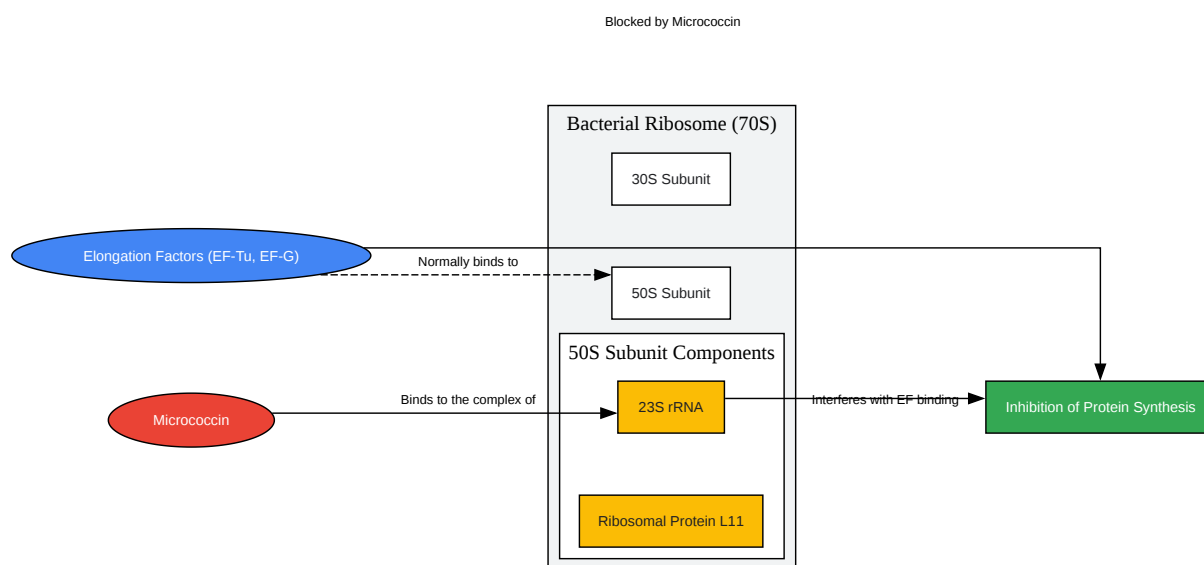 Blocked by Micrococcin
Bacterial Ribosome (70S)
30S Subunit
Elongation Factors (EF-Tu, EF-G)
Normally binds to
50S Subunit
50S Subunit Components
Micrococcin
Binds to the complex of
23S rRNA
Interferes with EF binding
Inhibition of Protein Synthesis
Ribosomal Protein L11